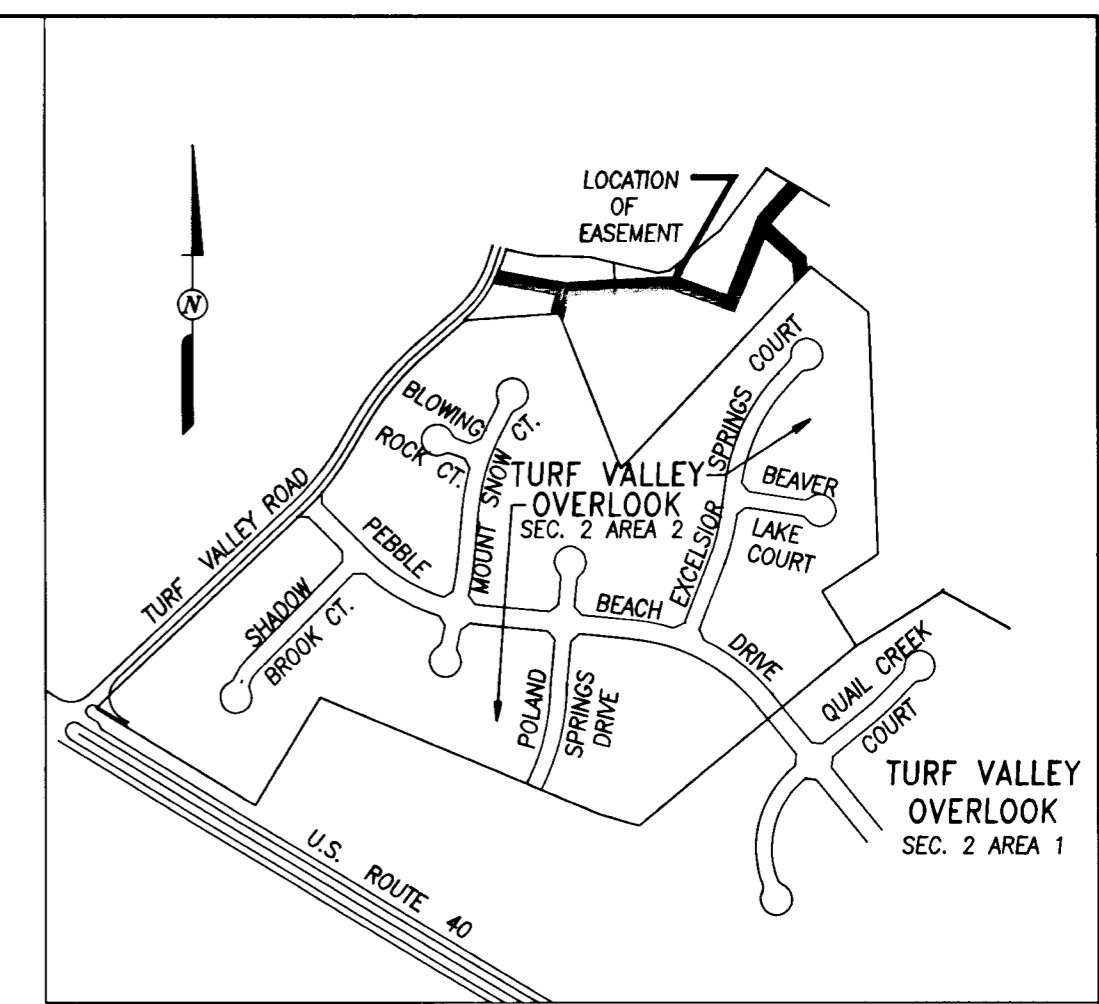 LOCATION
OF
EASEMENT
N
COURT
SPRINGS
EXCELSIOR
BLOWING
ROCK CT.
MOUNT SNOW CT.
TURF VALLEY
OVERLOOK
SEC. 2 AREA 2
BEAVER
LAKE
COURT
TURF VALLEY ROAD
PEBBLE
BEACH
DRIVE
SHADOW
BROOK CT.
POLAND
SPRINGS
DRIVE
QUAIL CREEK
COURT
TURF VALLEY
OVERLOOK
SEC. 2 AREA 1
U.S. ROUTE 40